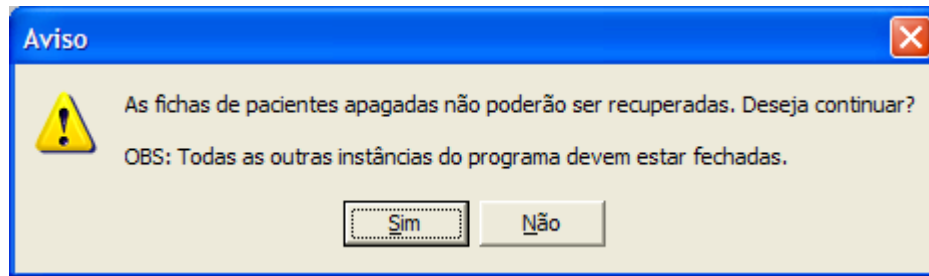 Aviso
As fichas de pacientes apagadas não poderão ser recuperadas. Deseja continuar?
OBS: Todas as outras instâncias do programa devem estar fechadas.
Sim Não